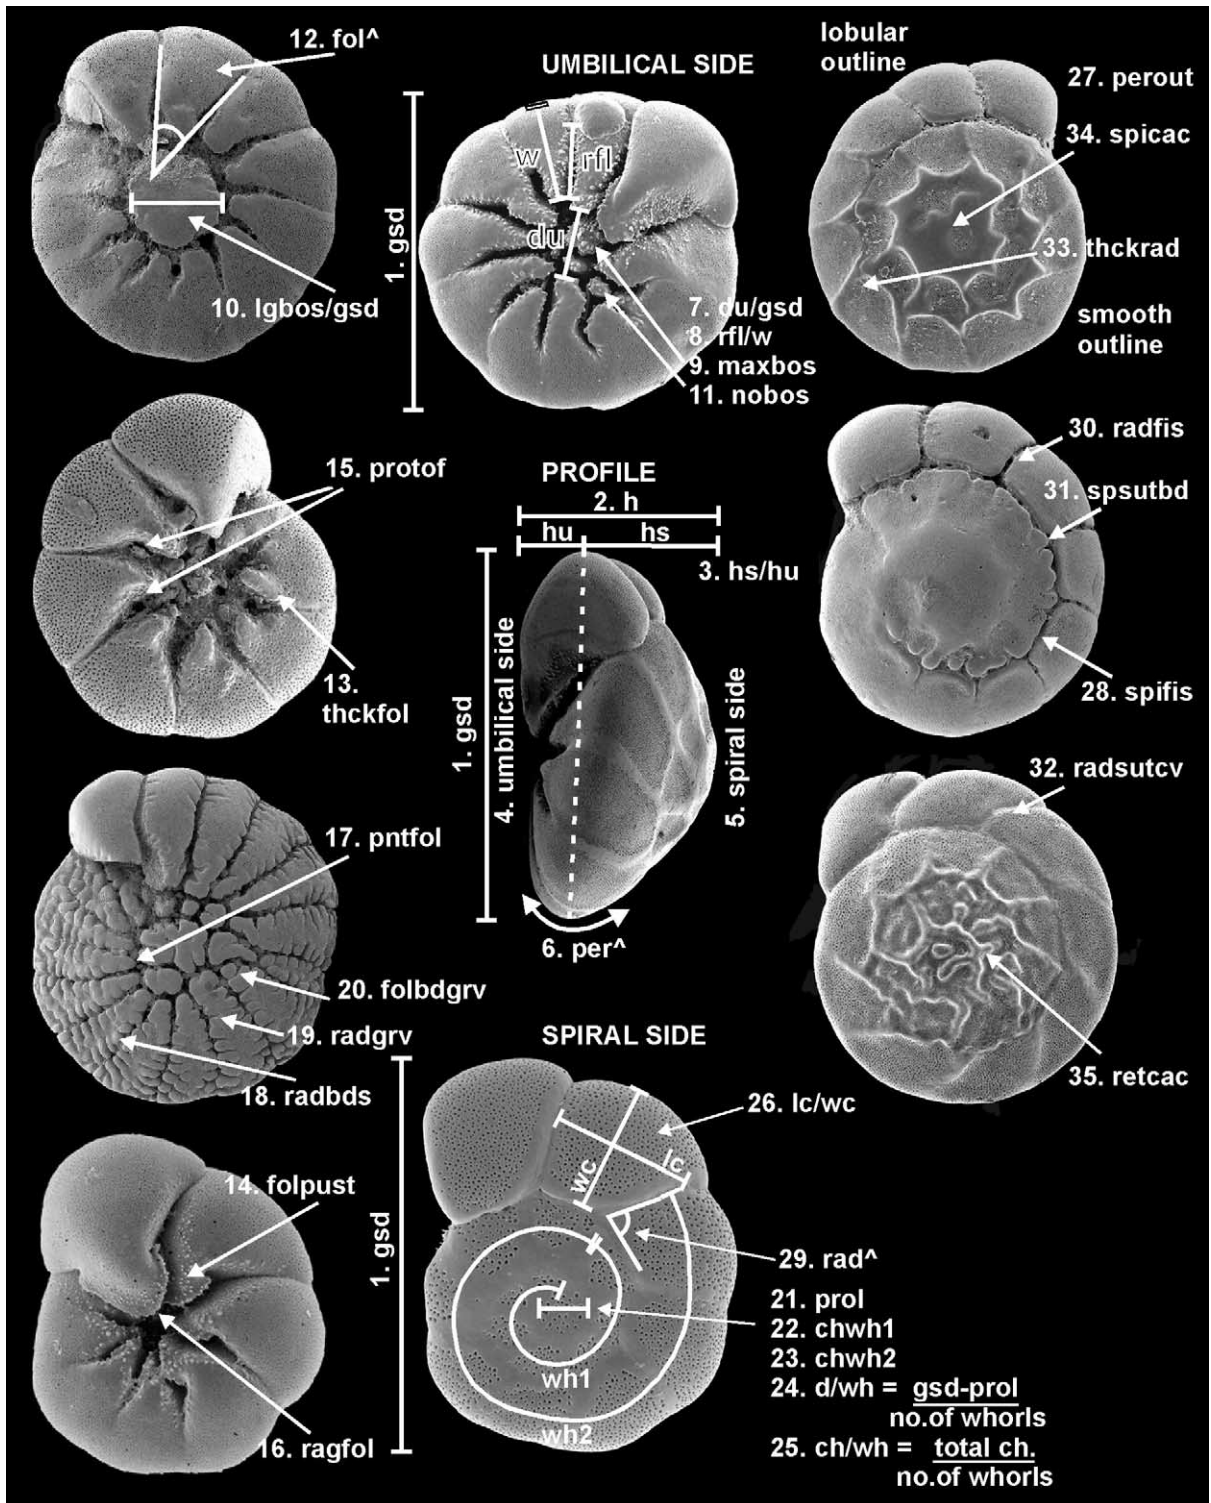 12. fol^
10. lgbos/gsd
15. protof
13.
thckfol
17. pntfol
20. folbdgrv
19. radgrv
18. radbds
14. folpust
16. ragfol
UMBILICAL SIDE
1. gsd
w
rfl
du
7. du/gsd
8. rfl/w
9. maxbos
11. nobos
PROFILE
2. h
hu
hs
3. hs/hu
1. gsd
4. umbilical side
5. spiral side
6. per^
SPIRAL SIDE
1. gsd
26. lc/wc
wc
lc
29. rad^
wh1
wh2
21. prol
22. chwh1
23. chwh2
24. d/wh = gsd-prol
no.of whorls
25. ch/wh = total ch.
no.of whorls
lobular
outline
27. perout
34. spicac
33. thckrad
smooth
outline
30. radfis
31. spsutbd
28. spifis
32. radsutcv
35. retcac